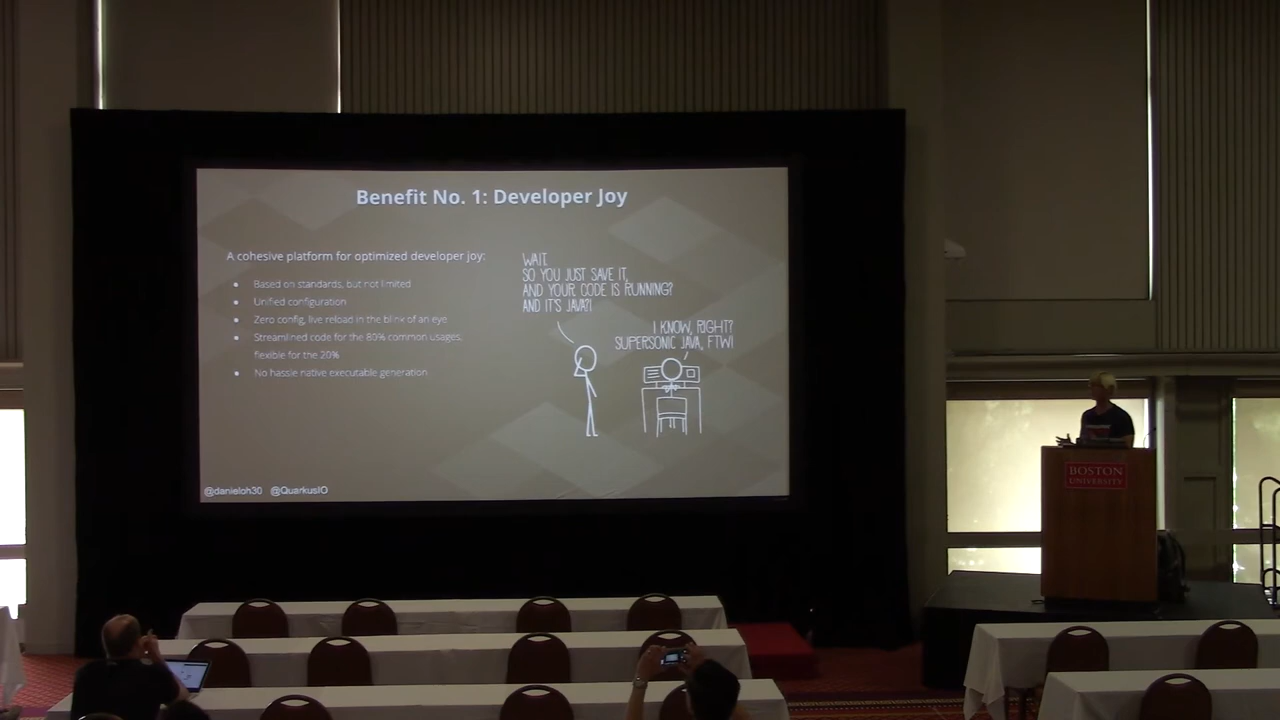 Benefit No. 1: Developer Joy
A cohesive platform for optimized developer joy:
Based on standards, but not limited
Unified configuration
Zero config, live reload in the blink of an eye
Streamlined code for the 80% common usages,
flexible for the 20%
No hassle native executable generation
WAIT.
SO YOU JUST SAVE IT,
AND YOUR CODE IS RUNNING?
AND IT'S JAVA?!
I KNOW, RIGHT?
SUPERSONIC JAVA, FTW!
@danieloh30 @QuarkusIO
BOSTON
UNIVERSITY